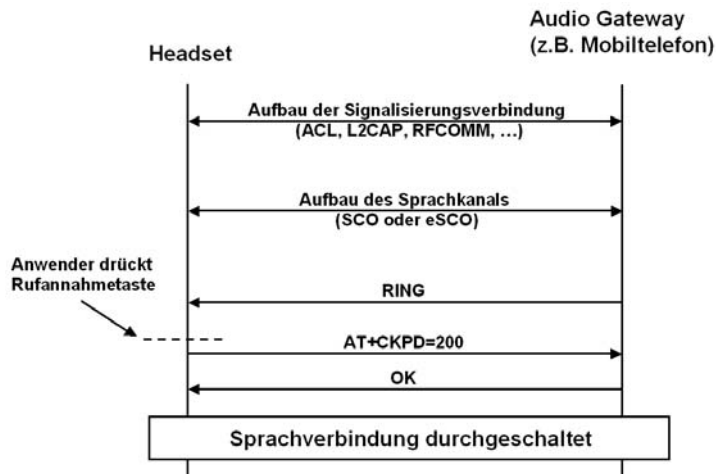 Audio Gateway
(z.B. Mobiltelefon)
Headset
Aufbau der Signalisierungsverbindung
(ACL, L2CAP, RFCOMM, ...)
Aufbau des Sprachkanals
(SCO oder eSCO)
Anwender drückt
Rufannahmetaste
RING
AT+CKPD=200
OK
Sprachverbindung durchgeschaltet